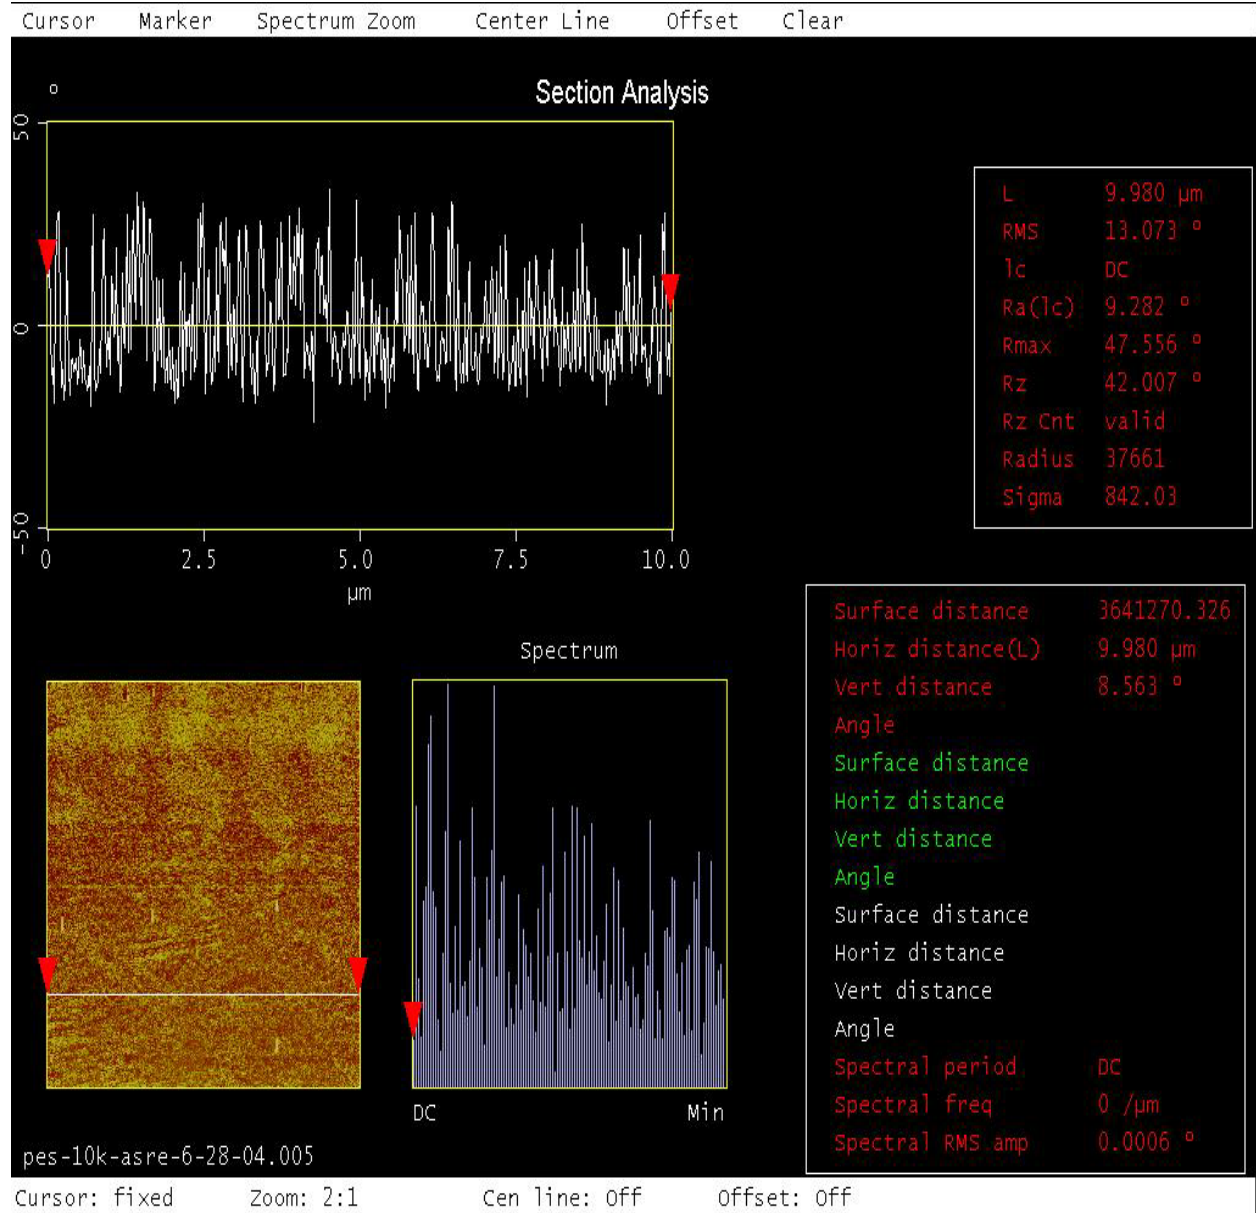 Cursor Marker Spectrum Zoom Center Line Offset Clear
Section Analysis
°
50
0
-50
0 2.5 5.0 7.5 10.0
µm
L 9.980 µm
RMS 13.073 °
lc DC
Ra(lc) 9.282 °
Rmax 47.556 °
Rz 42.007 °
Rz Cnt valid
Radius 37661
Sigma 842.03
Spectrum
DC Min
Surface distance 3641270.326
Horiz distance(L) 9.980 µm
Vert distance 8.563 °
Angle
Surface distance
Horiz distance
Vert distance
Angle
Surface distance
Horiz distance
Vert distance
Angle
Spectral period DC
Spectral freq 0 /µm
Spectral RMS amp 0.0006 °
pes-10k-asre-6-28-04.005
Cursor: fixed Zoom: 2:1 Cen line: Off Offset: Off